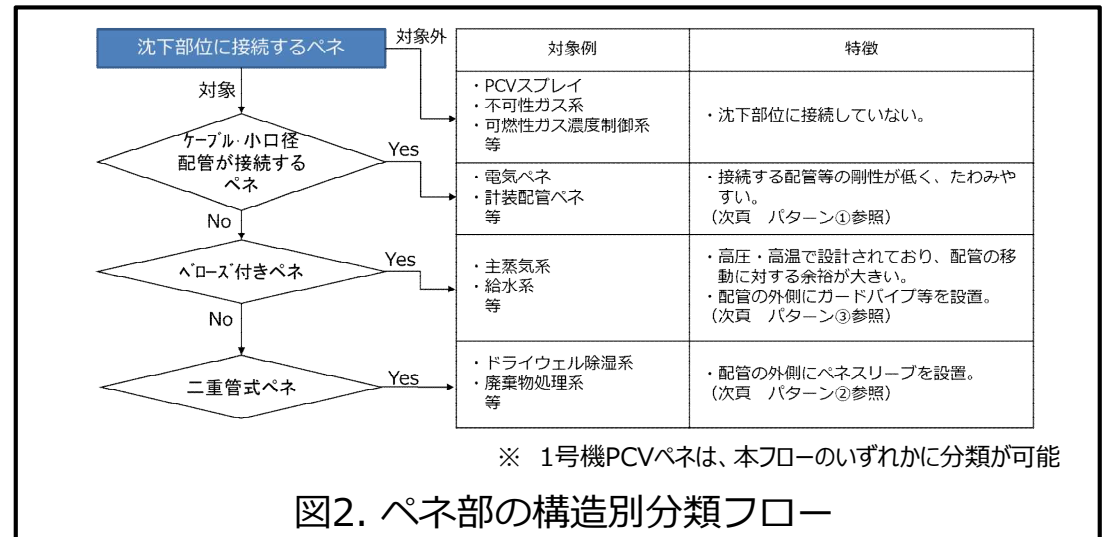 沈下部位に接続するペネ
対象外
対象
ケーブル・小口径
配管が接続する
ペネ
Yes
No
ベローズ付きペネ
Yes
No
二重管式ペネ
Yes
対象例
特徴
・PCVスプレイ
・不可性ガス系
・可燃性ガス濃度制御系
等
・沈下部位に接続していない。
・電気ペネ
・計装配管ペネ
等
・接続する配管等の剛性が低く、たわみや
すい。
（次頁 パターン①参照）
・主蒸気系
・給水系
等
・高圧・高温で設計されており、配管の移
動に対する余裕が大きい。
・配管の外側にガードパイプ等を設置。
（次頁 パターン③参照）
・ドライウェル除湿系
・廃棄物処理系
等
・配管の外側にペネスリーブを設置。
（次頁 パターン②参照）
※ 1号機PCVペネは、本フローのいずれかに分類が可能
図2. ペネ部の構造別分類フロー